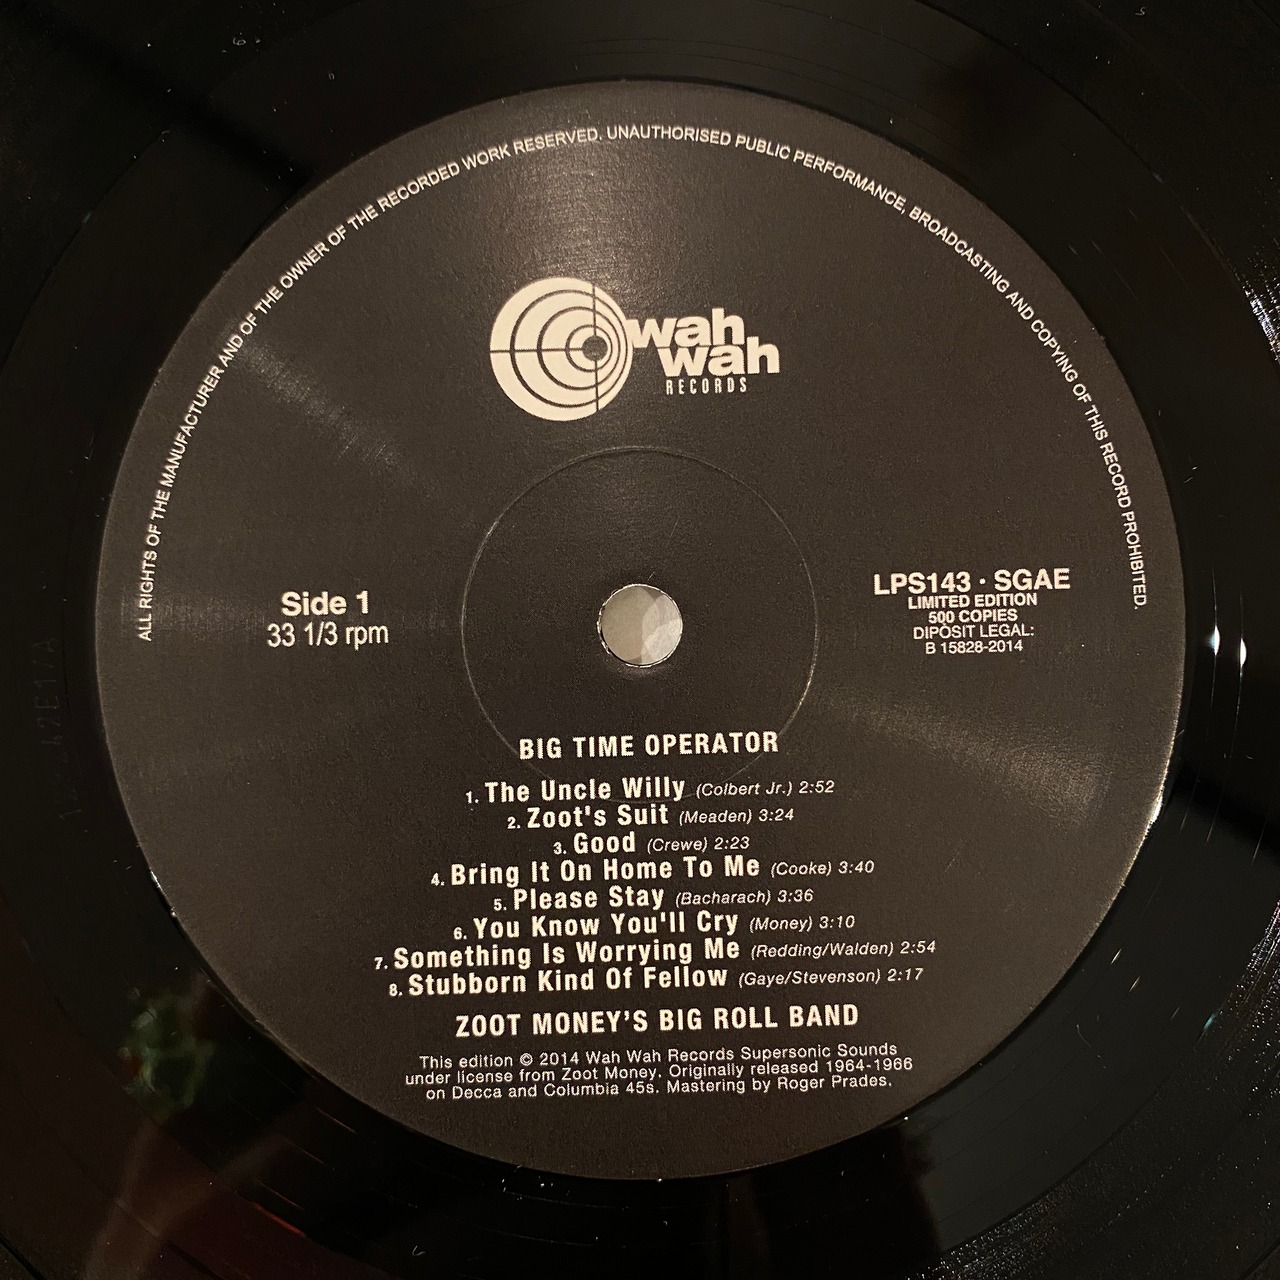 ALL RIGHTS OF THE MANUFACTURER AND OF THE OWNER OF THE RECORDED WORK RESERVED. UNAUTHORISED PUBLIC PERFORMANCE, BROADCASTING AND COPYING OF THIS RECORD PROHIBITED.
wah
wah
RECORDS
Side 1
33 1/3 rpm
LPS143 · SGAE
LIMITED EDITION
500 COPIES
DIPÒSIT LEGAL:
B 15828-2014
BIG TIME OPERATOR
1. The Uncle Willy (Colbert Jr.) 2:52
2. Zoot's Suit (Meaden) 3:24
3. Good (Crewe) 2:23
4. Bring It On Home To Me (Cooke) 3:40
5. Please Stay (Bacharach) 3:36
6. You Know You'll Cry (Money) 3:10
7. Something Is Worrying Me (Redding/Walden) 2:54
8. Stubborn Kind Of Fellow (Gaye/Stevenson) 2:17
ZOOT MONEY'S BIG ROLL BAND
This edition © 2014 Wah Wah Records Supersonic Sounds
under license from Zoot Money. Originally released 1964-1966
on Decca and Columbia 45s. Mastering by Roger Prades.